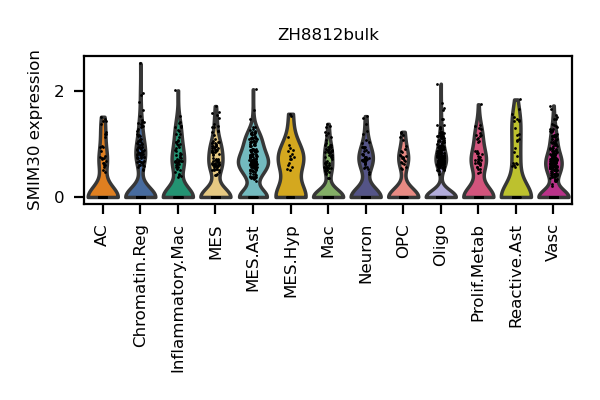 ZH8812bulk
SMIM30 expression
2
0
AC
Chromatin.Reg
Inflammatory.Mac
MES
MES.Ast
MES.Hyp
Mac
Neuron
OPC
Oligo
Prolif.Metab
Reactive.Ast
Vasc